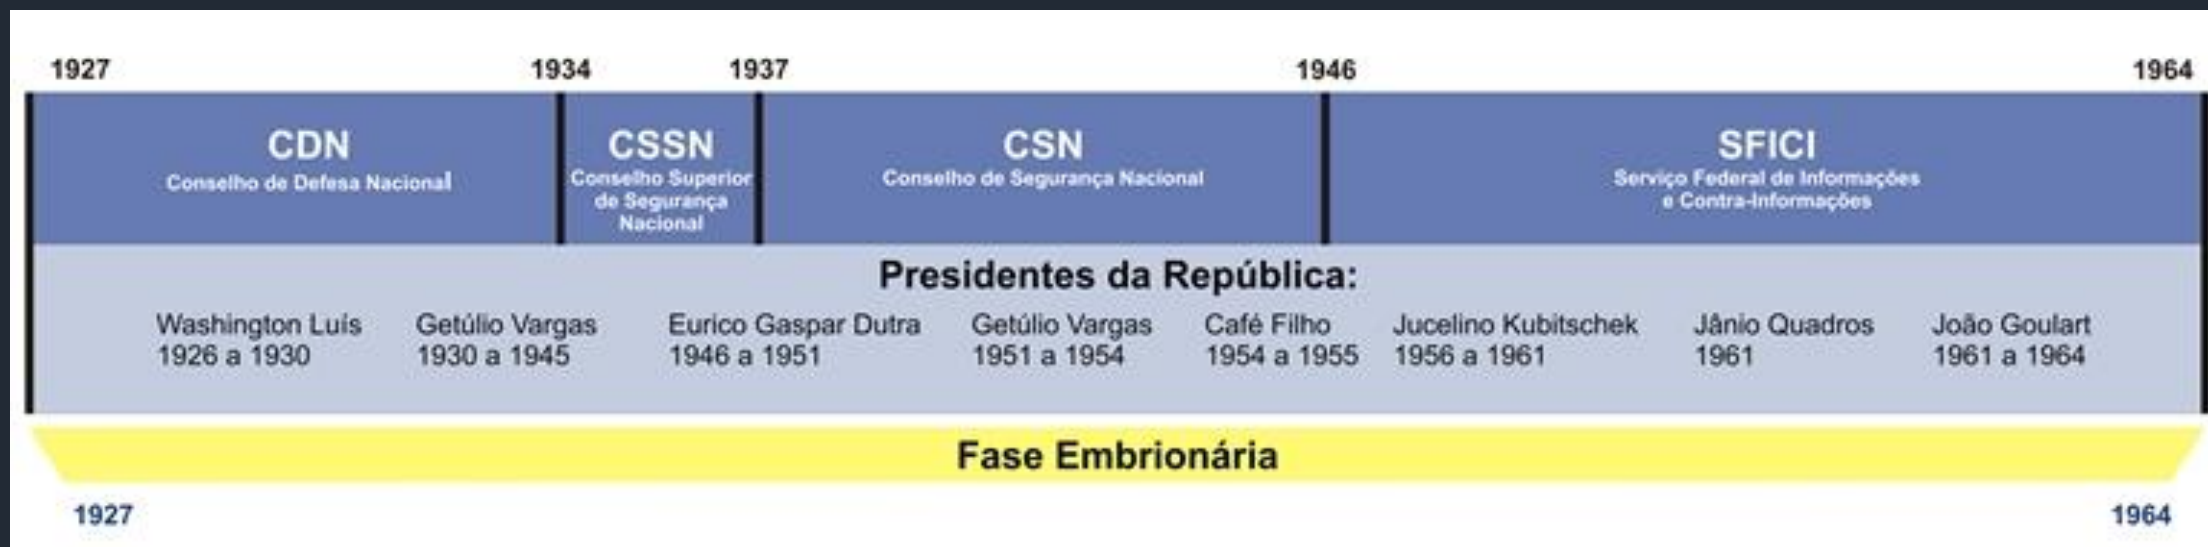 1927 1934 1937 1946 1964
CDN
Conselho de Defesa Nacional
CSSN
Conselho Superior
de Segurança
Nacional
CSN
Conselho de Segurança Nacional
SFICI
Serviço Federal de Informações
e Contra-Informações
Presidentes da República:
Washington Luís
1926 a 1930
Getúlio Vargas
1930 a 1945
Eurico Gaspar Dutra
1946 a 1951
Getúlio Vargas
1951 a 1954
Café Filho
1954 a 1955
Jucelino Kubitschek
1956 a 1961
Jânio Quadros
1961
João Goulart
1961 a 1964
Fase Embrionária
1927 1964